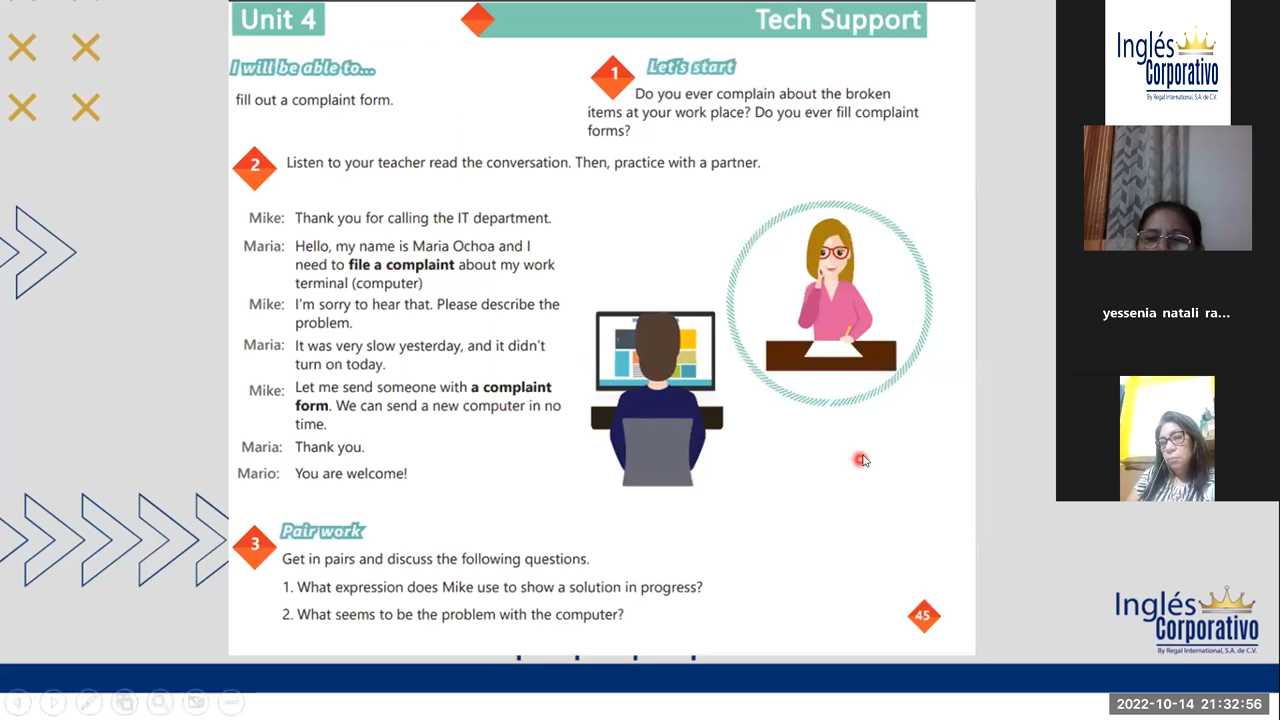 Unit 4
Tech Support
I will be able to...
fill out a complaint form.
1
Let's start
Do you ever complain about the broken
items at your work place? Do you ever fill complaint
forms?
2
Listen to your teacher read the conversation. Then, practice with a partner.
Mike: Thank you for calling the IT department.
Maria: Hello, my name is Maria Ochoa and I
need to file a complaint about my work
terminal (computer)
Mike: I'm sorry to hear that. Please describe the
problem.
Maria: It was very slow yesterday, and it didn't
turn on today.
Mike: Let me send someone with a complaint
form. We can send a new computer in no
time.
Maria: Thank you.
Mario: You are welcome!
3
Pair work
Get in pairs and discuss the following questions.
1. What expression does Mike use to show a solution in progress?
2. What seems to be the problem with the computer?
45
Inglés
Corporativo
By Regal International, S.A. de C.V.
yessenia natali ra...
Inglés
Corporativo
By Regal International, S.A. de C.V.
2022-10-14 21:32:56